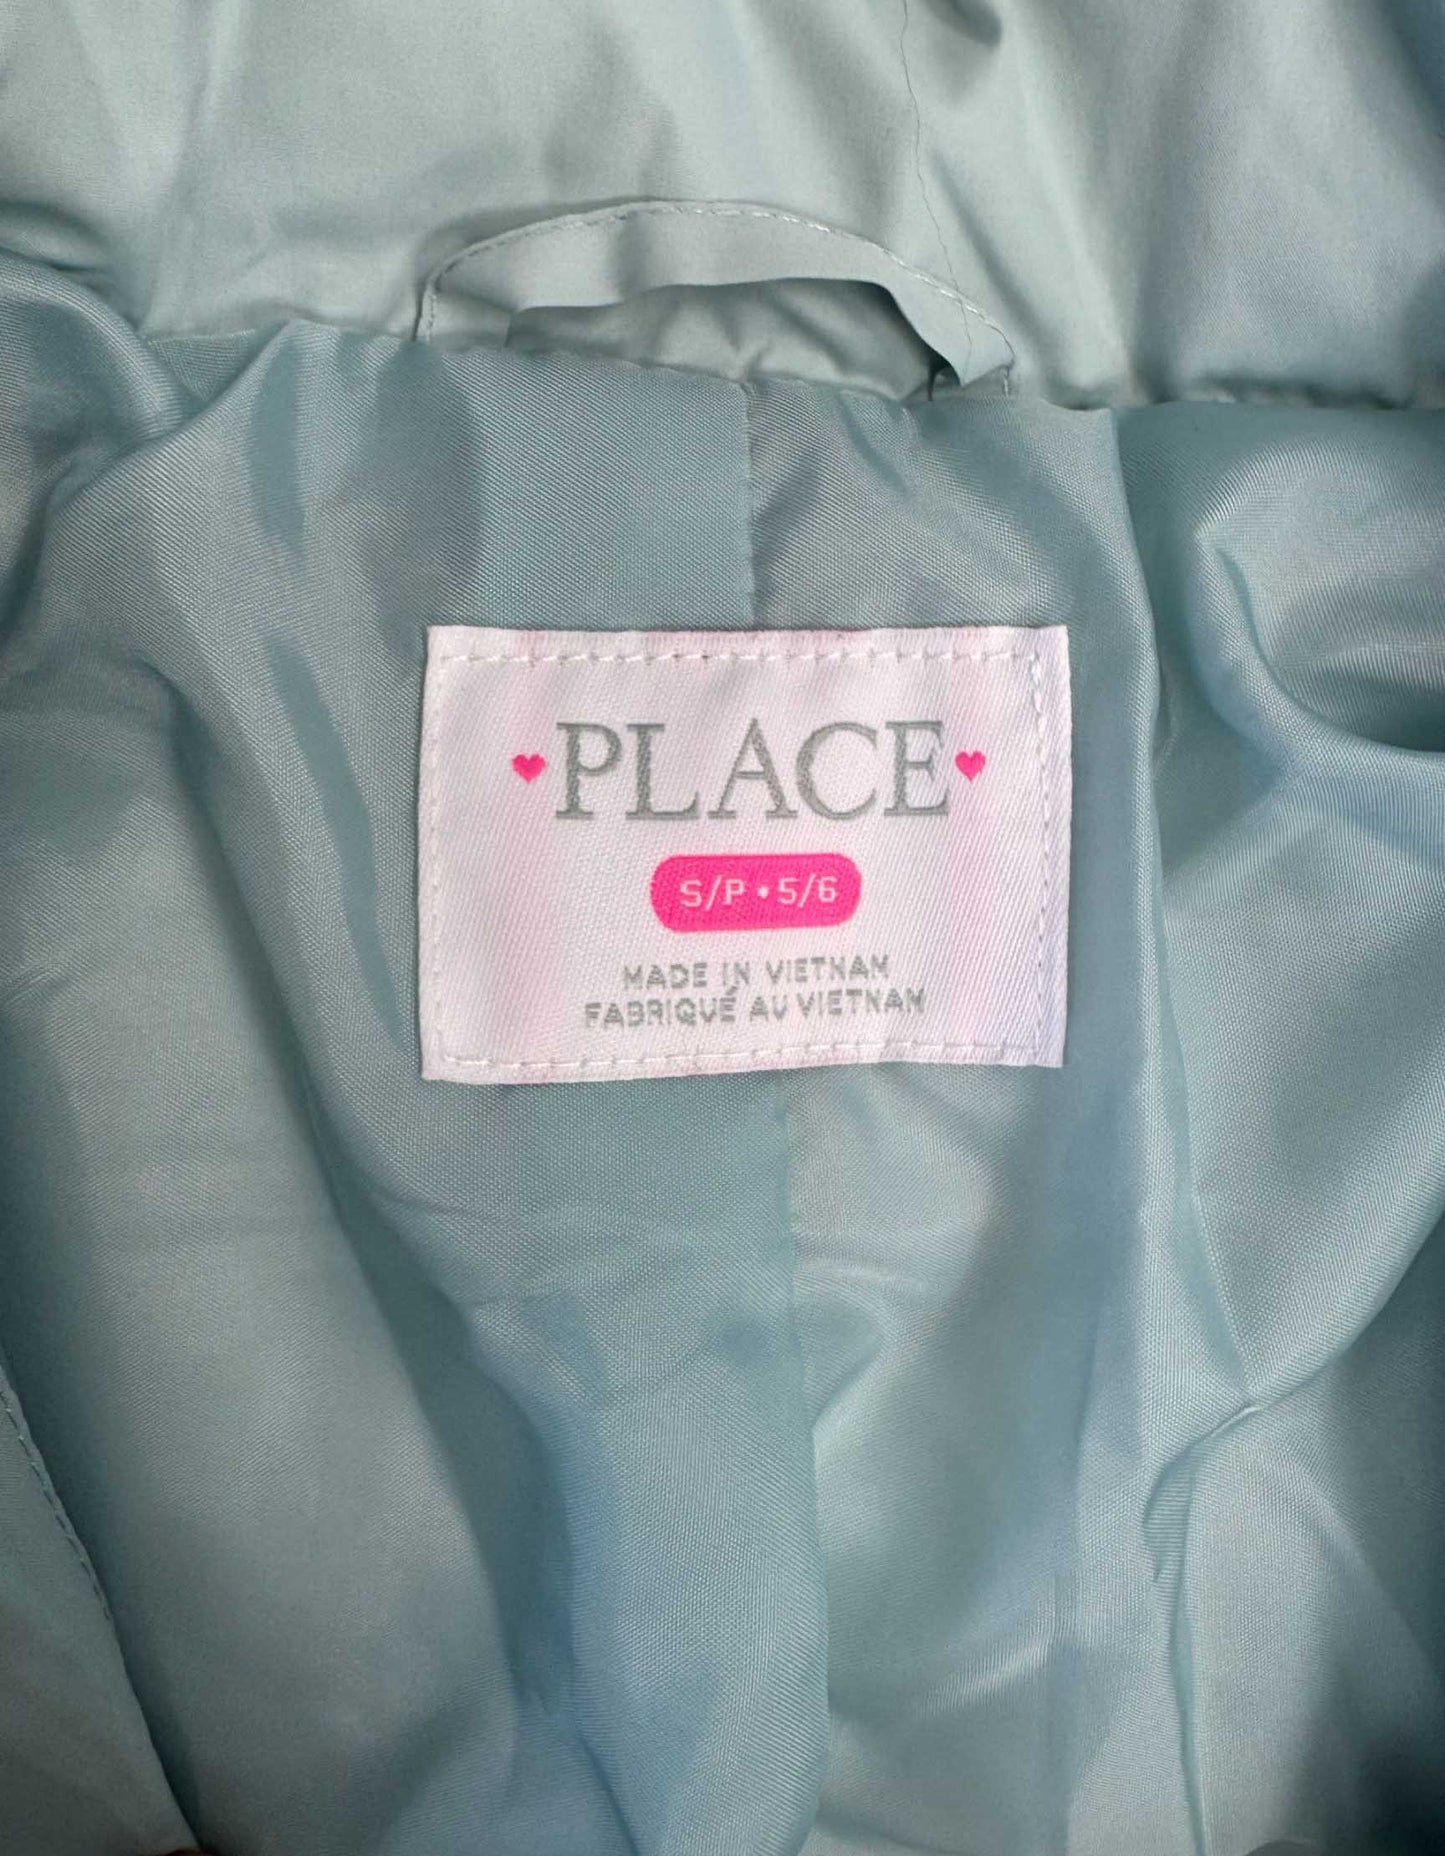 PLACE
S/P • 5/6
MADE IN VIETNAM
FABRIQUÉ AU VIETNAM